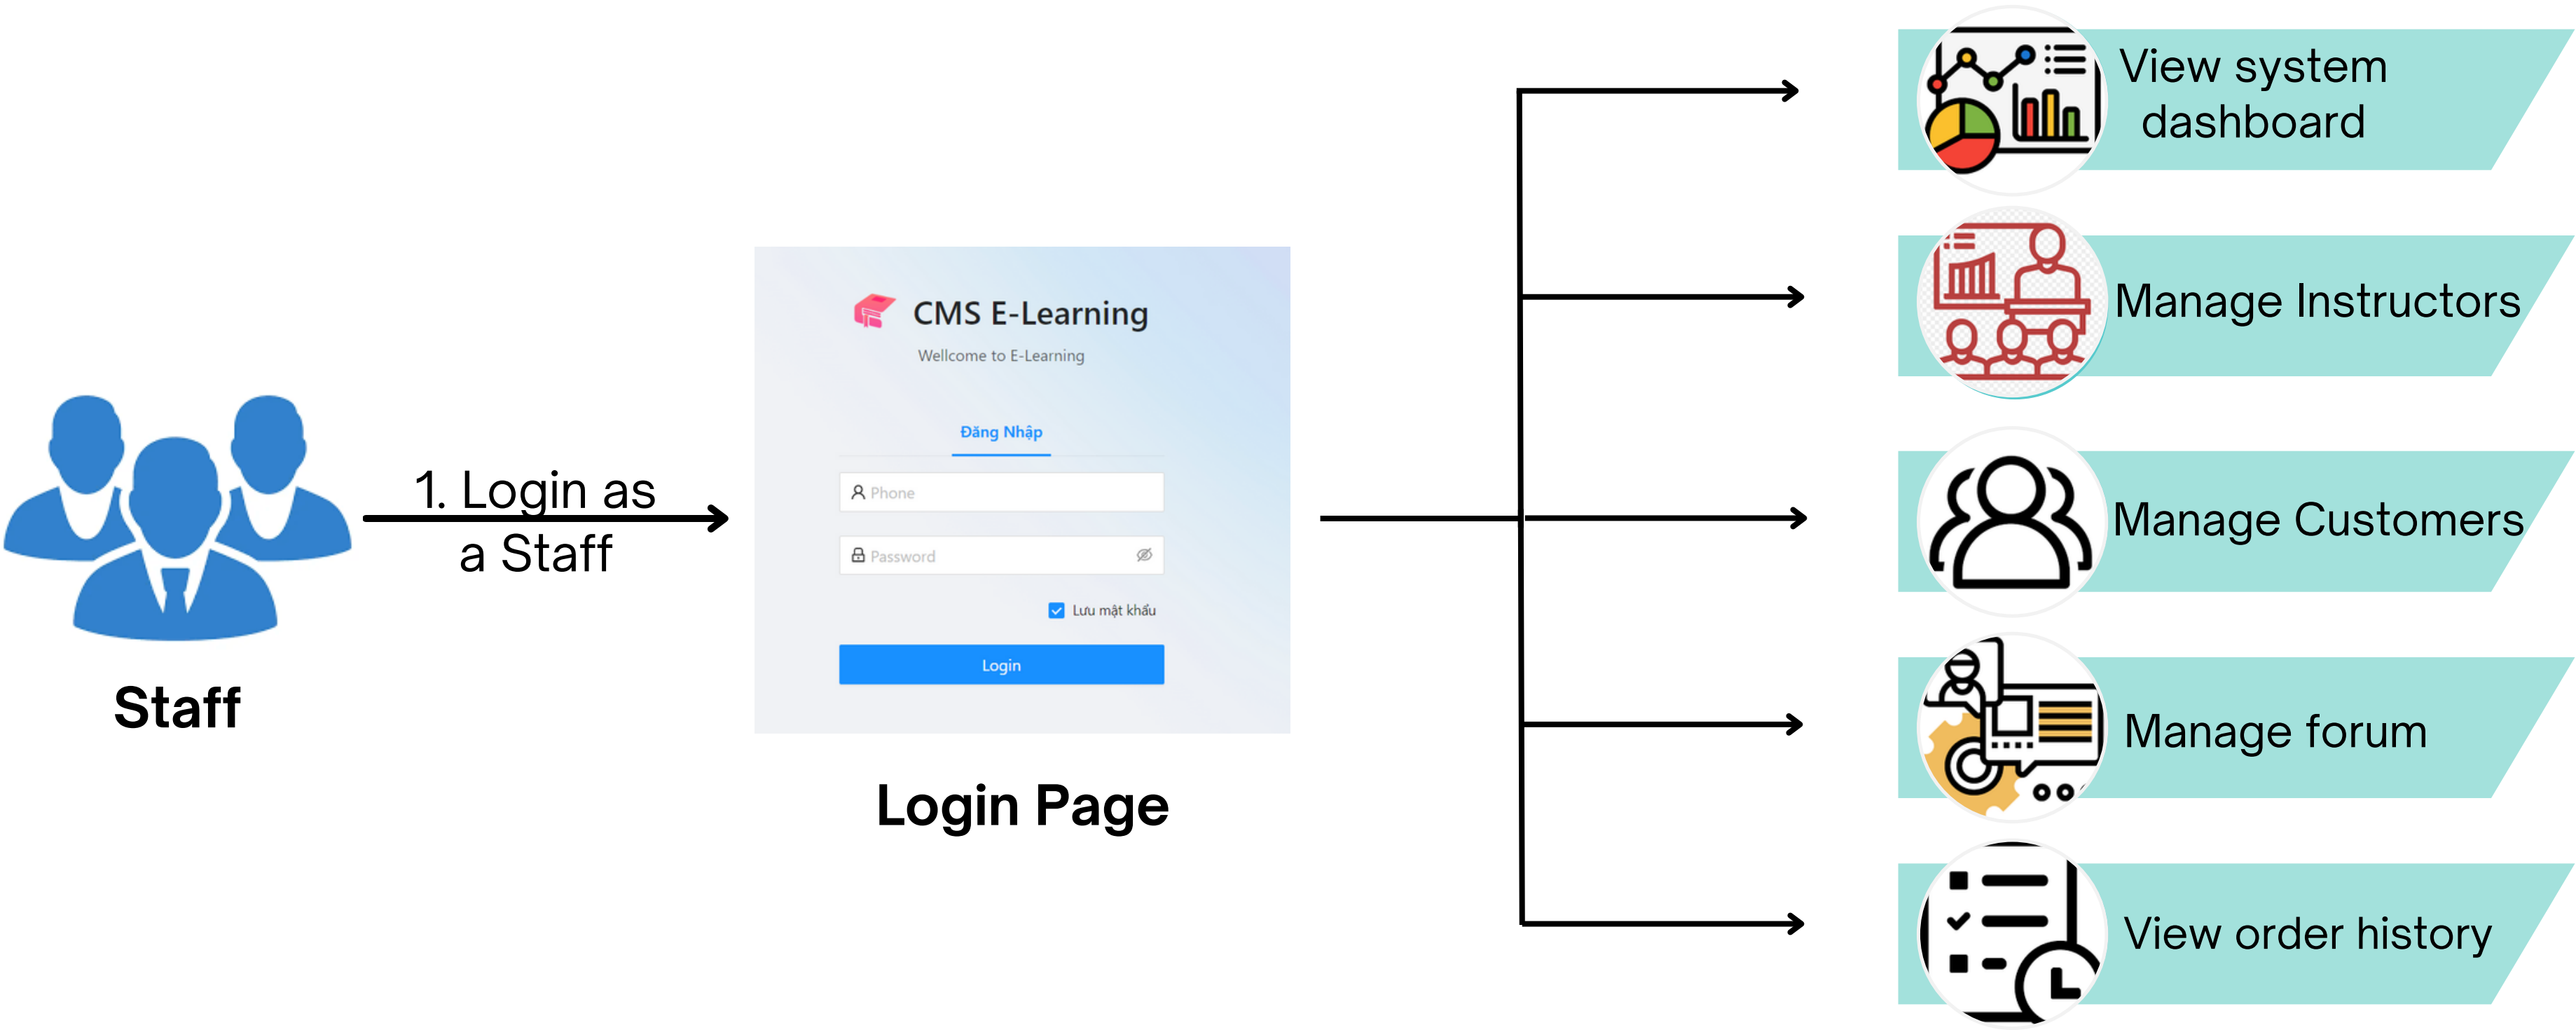 1. Login as
a Staff
Staff
CMS E-Learning
Wellcome to E-Learning
Đăng Nhập
Phone
Password
Lưu mật khẩu
Login
Login Page
View system
dashboard
Manage Instructors
Manage Customers
Manage forum
View order history